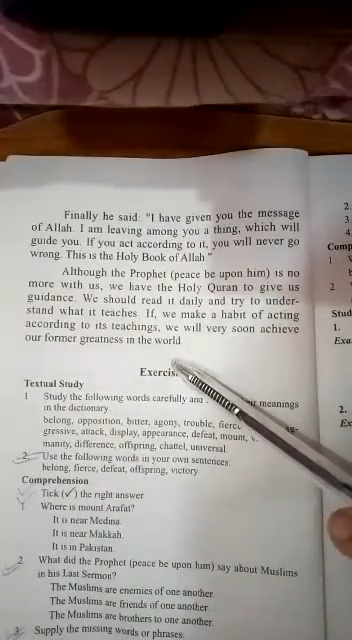 Finally he said: "I have given you the message
of Allah. I am leaving among you a thing, which will
guide you. If you act according to it, you will never go
wrong. This is the Holy Book of Allah."
Although the Prophet (peace be upon him) is no
more with us, we have the Holy Quran to give us
guidance. We should read it daily and try to under-
stand what it teaches. If, we make a habit of acting
according to its teachings, we will very soon achieve
our former greatness in the world.
Exercis
Textual Study
1 Study the following words carefully and meanings
in the dictionary.
belong, opposition, bitter, agony, trouble, fierce ag-
gressive, attack, display, appearance, defeat, mount, v.
manity, difference, offspring, chattel, universal.
2. Use the following words in your own sentences:
belong, fierce, defeat, offspring, victory.
Comprehension
Tick (✓) the right answer
1. Where is mount Arafat?
It is near Medina.
It is near Makkah.
It is in Pakistan.
2. What did the Prophet (peace be upon him) say about Muslims
in his Last Sermon?
The Muslims are enemies of one another.
The Muslims are friends of one another.
The Muslims are brothers to one another.
3. Supply the missing words or phrases:
2.
3.
4.
Comp
1
2
Stud
1.
Exa
2.
Ex